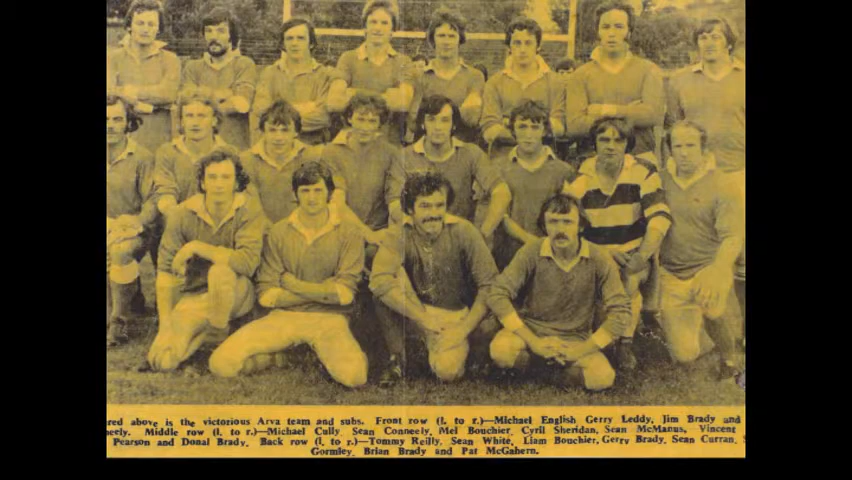 red above is the victorious Arva team and subs. Front row (l. to r.)—Michael English Gerry Leddy, Jim Brady and
neely. Middle row (l. to r.)—Michael Cully, Sean Conneely, Mel Bouchier, Cyril Sheridan, Sean McManus, Vincent
Pearson and Donal Brady. Back row (l. to r.)—Tommy Reilly, Sean White, Liam Bouchier, Gerry Brady, Sean Curran,
Gormley, Brian Brady and Pat McGahern.